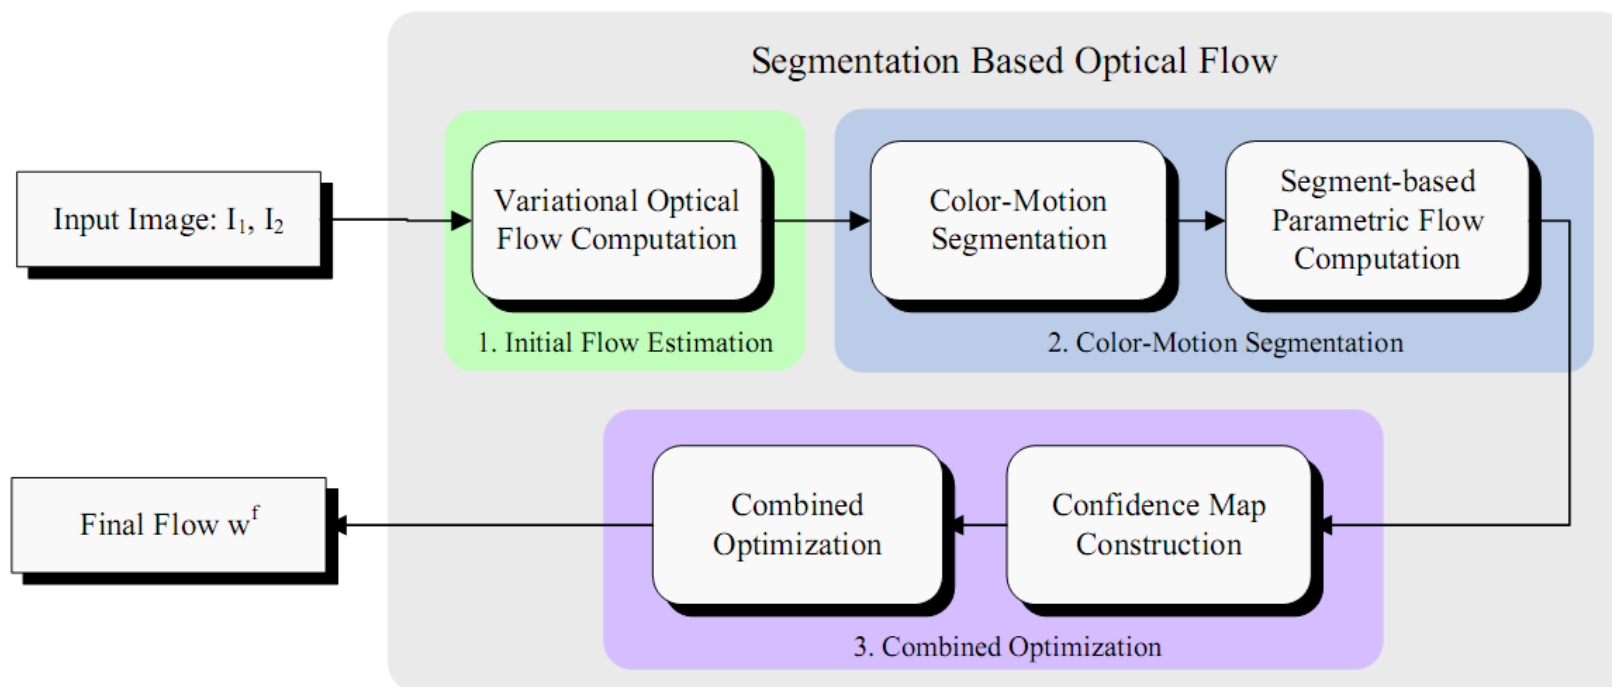 Segmentation Based Optical Flow
Input Image: I₁, I₂
Variational Optical
Flow Computation
1. Initial Flow Estimation
Color-Motion
Segmentation
Segment-based
Parametric Flow
Computation
2. Color-Motion Segmentation
Confidence Map
Construction
Combined
Optimization
3. Combined Optimization
Final Flow wᶠ